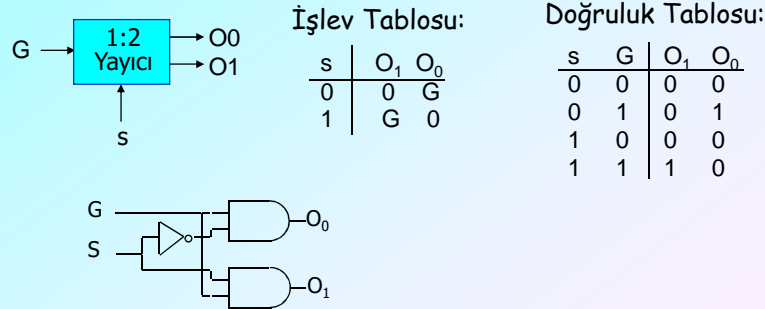 İşlev Tablosu:
Doğruluk Tablosu:
G
1:2
Yayıcı
O0
O1
s
s O₁ O₀
0 0 G
1 G 0
s G O₁ O₀
0 0 0 0
0 1 0 1
1 0 0 0
1 1 1 0
G
S
O₀
O₁